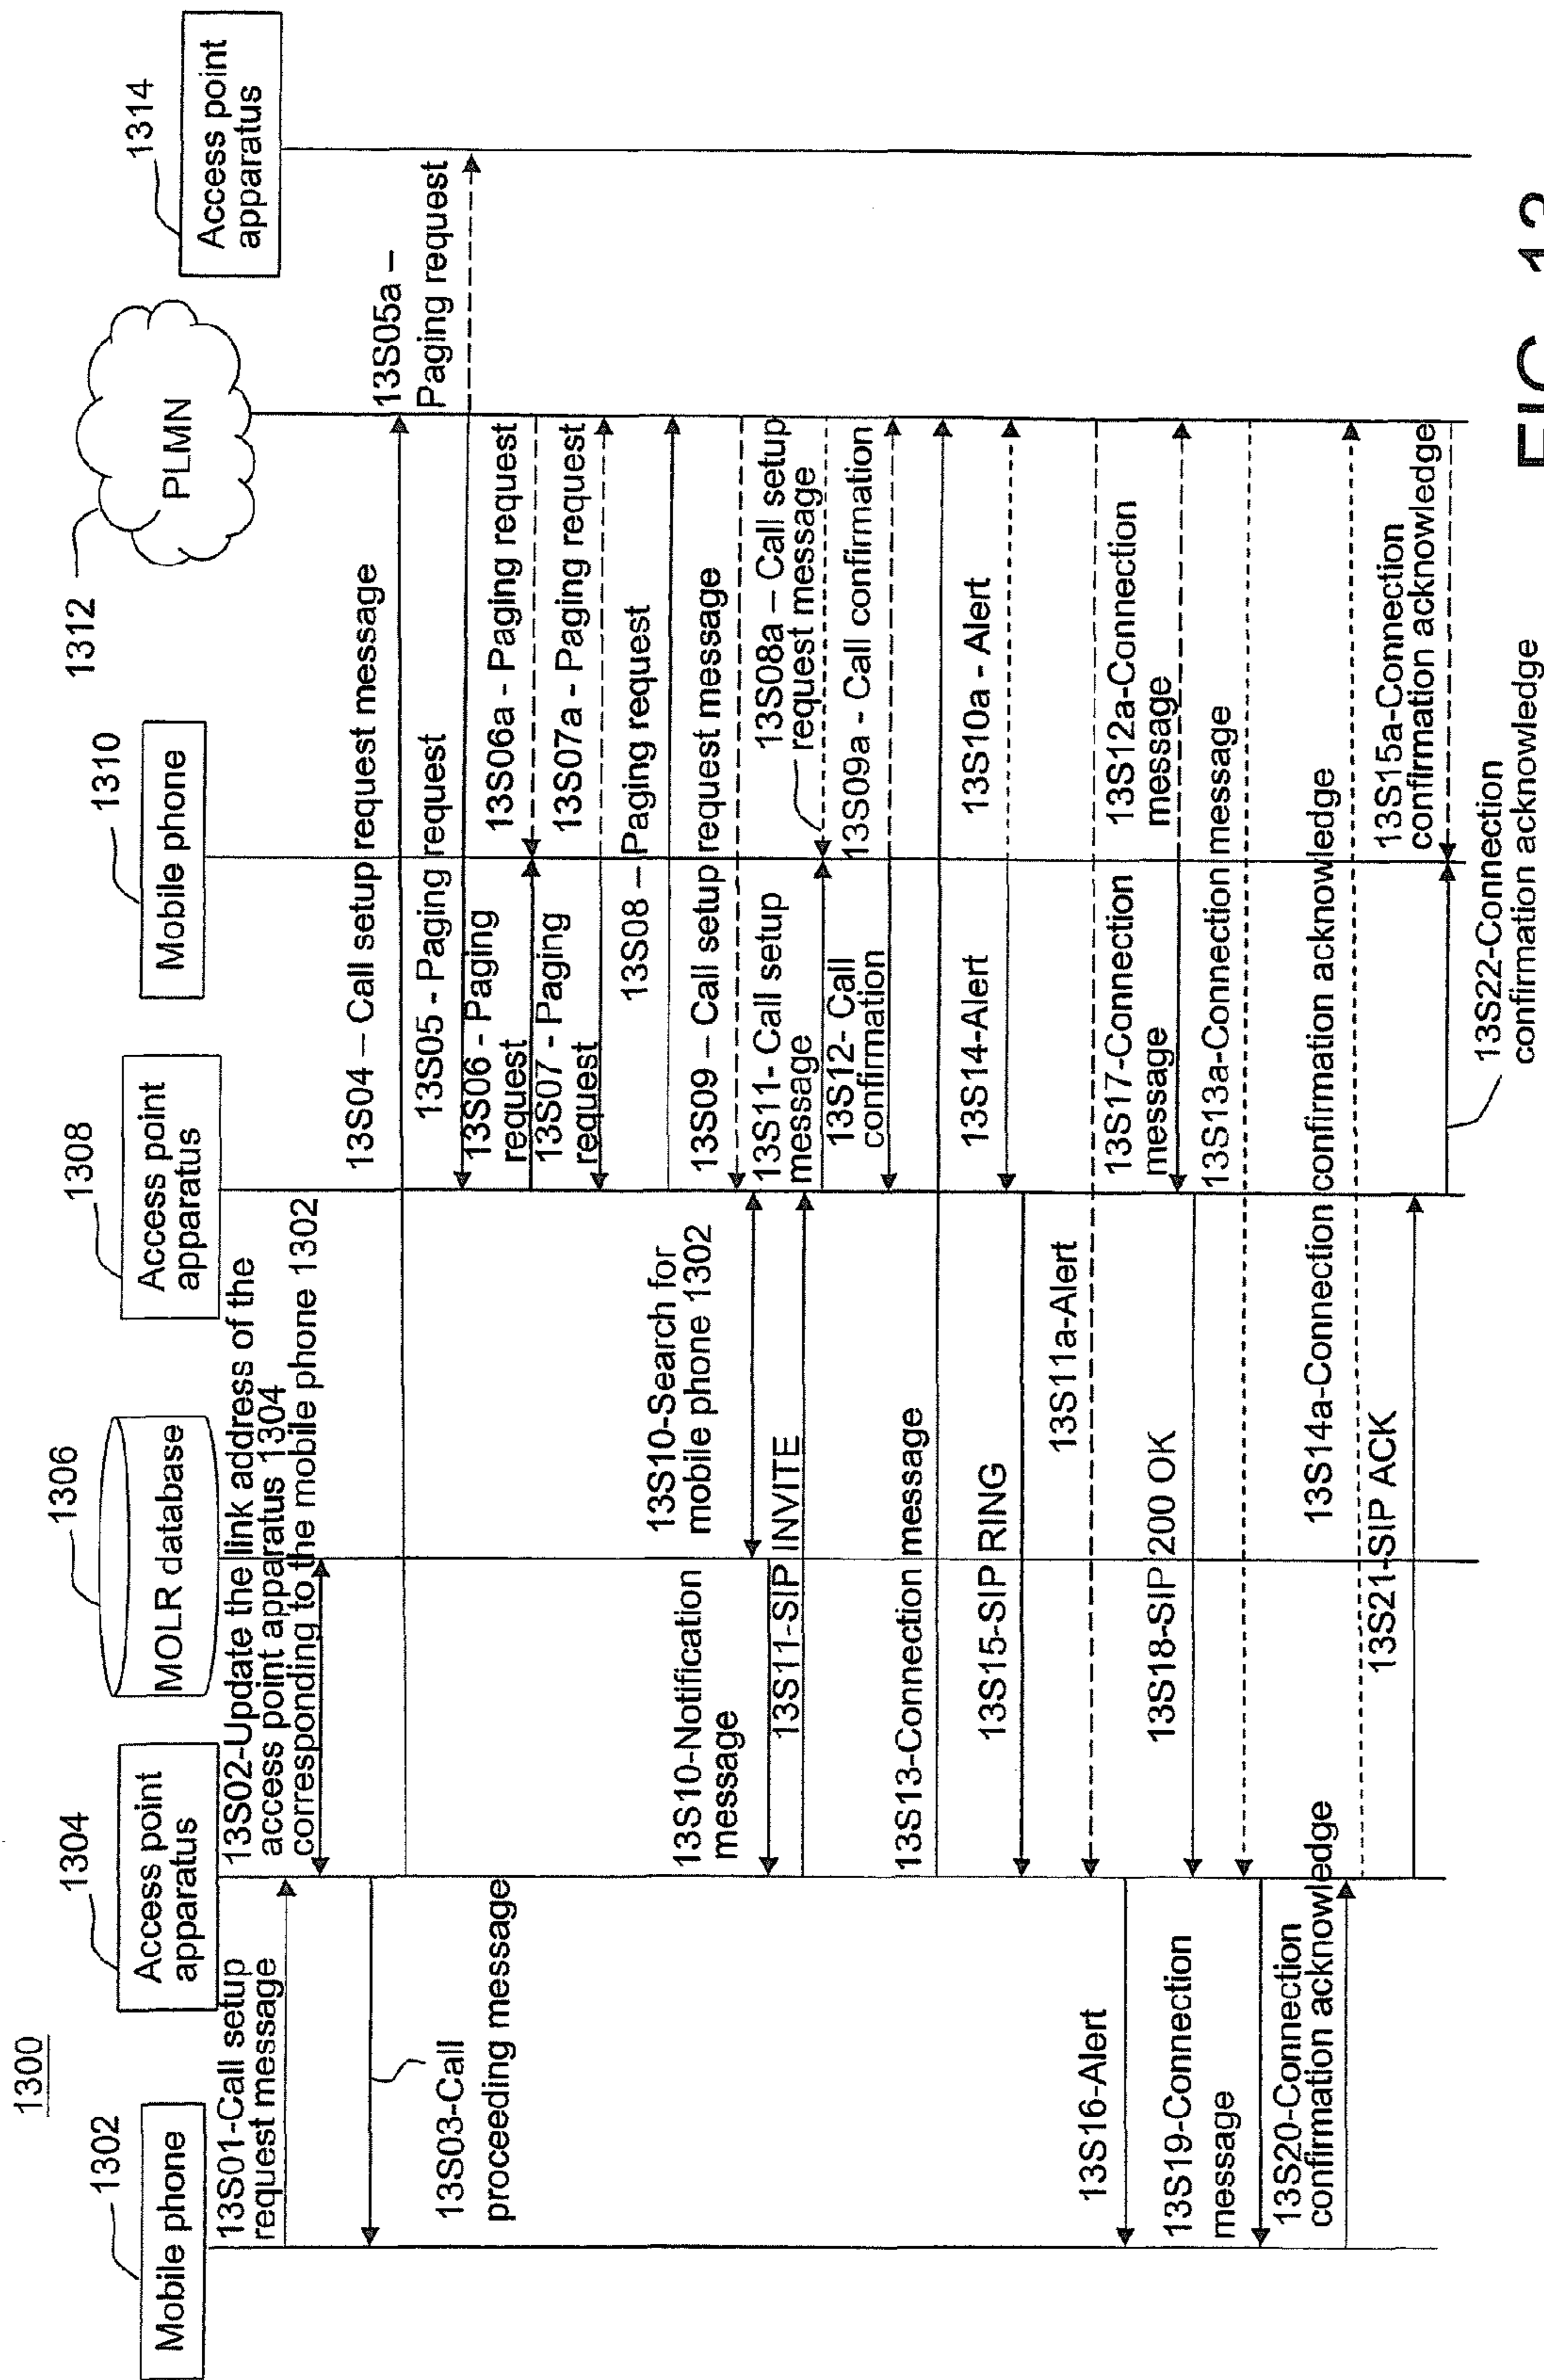 1300
1302
Mobile phone
1304
Access point
apparatus
1306
MOLR database
1308
Access point
apparatus
1310
Mobile phone
1312
PLMN
1314
Access point
apparatus
13S01-Call setup
request message
13S02-Update the link address of the
access point apparatus 1304
corresponding to the mobile phone 1302
13S03-Call
proceeding message
13S04 – Call setup request message
13S05 - Paging request
13S05a –
Paging request
13S06 - Paging
request
13S06a - Paging request
13S07 - Paging
request
13S07a - Paging request
13S08 – Paging request
13S09 – Call setup request message
13S10-Search for
mobile phone 1302
13S10-Notification
message
13S11-SIP INVITE
13S11- Call setup
message
13S08a – Call setup
request message
13S12- Call
confirmation
13S09a - Call confirmation
13S13-Connection message
13S14-Alert
13S10a - Alert
13S15-SIP RING
13S11a-Alert
13S16-Alert
13S17-Connection
message
13S12a-Connection
message
13S18-SIP 200 OK
13S13a-Connection message
13S19-Connection
message
13S20-Connection
confirmation acknowledge
13S14a-Connection confirmation acknowledge
13S21-SIP ACK
13S15a-Connection
confirmation acknowledge
13S22-Connection
confirmation acknowledge
FIG. 13